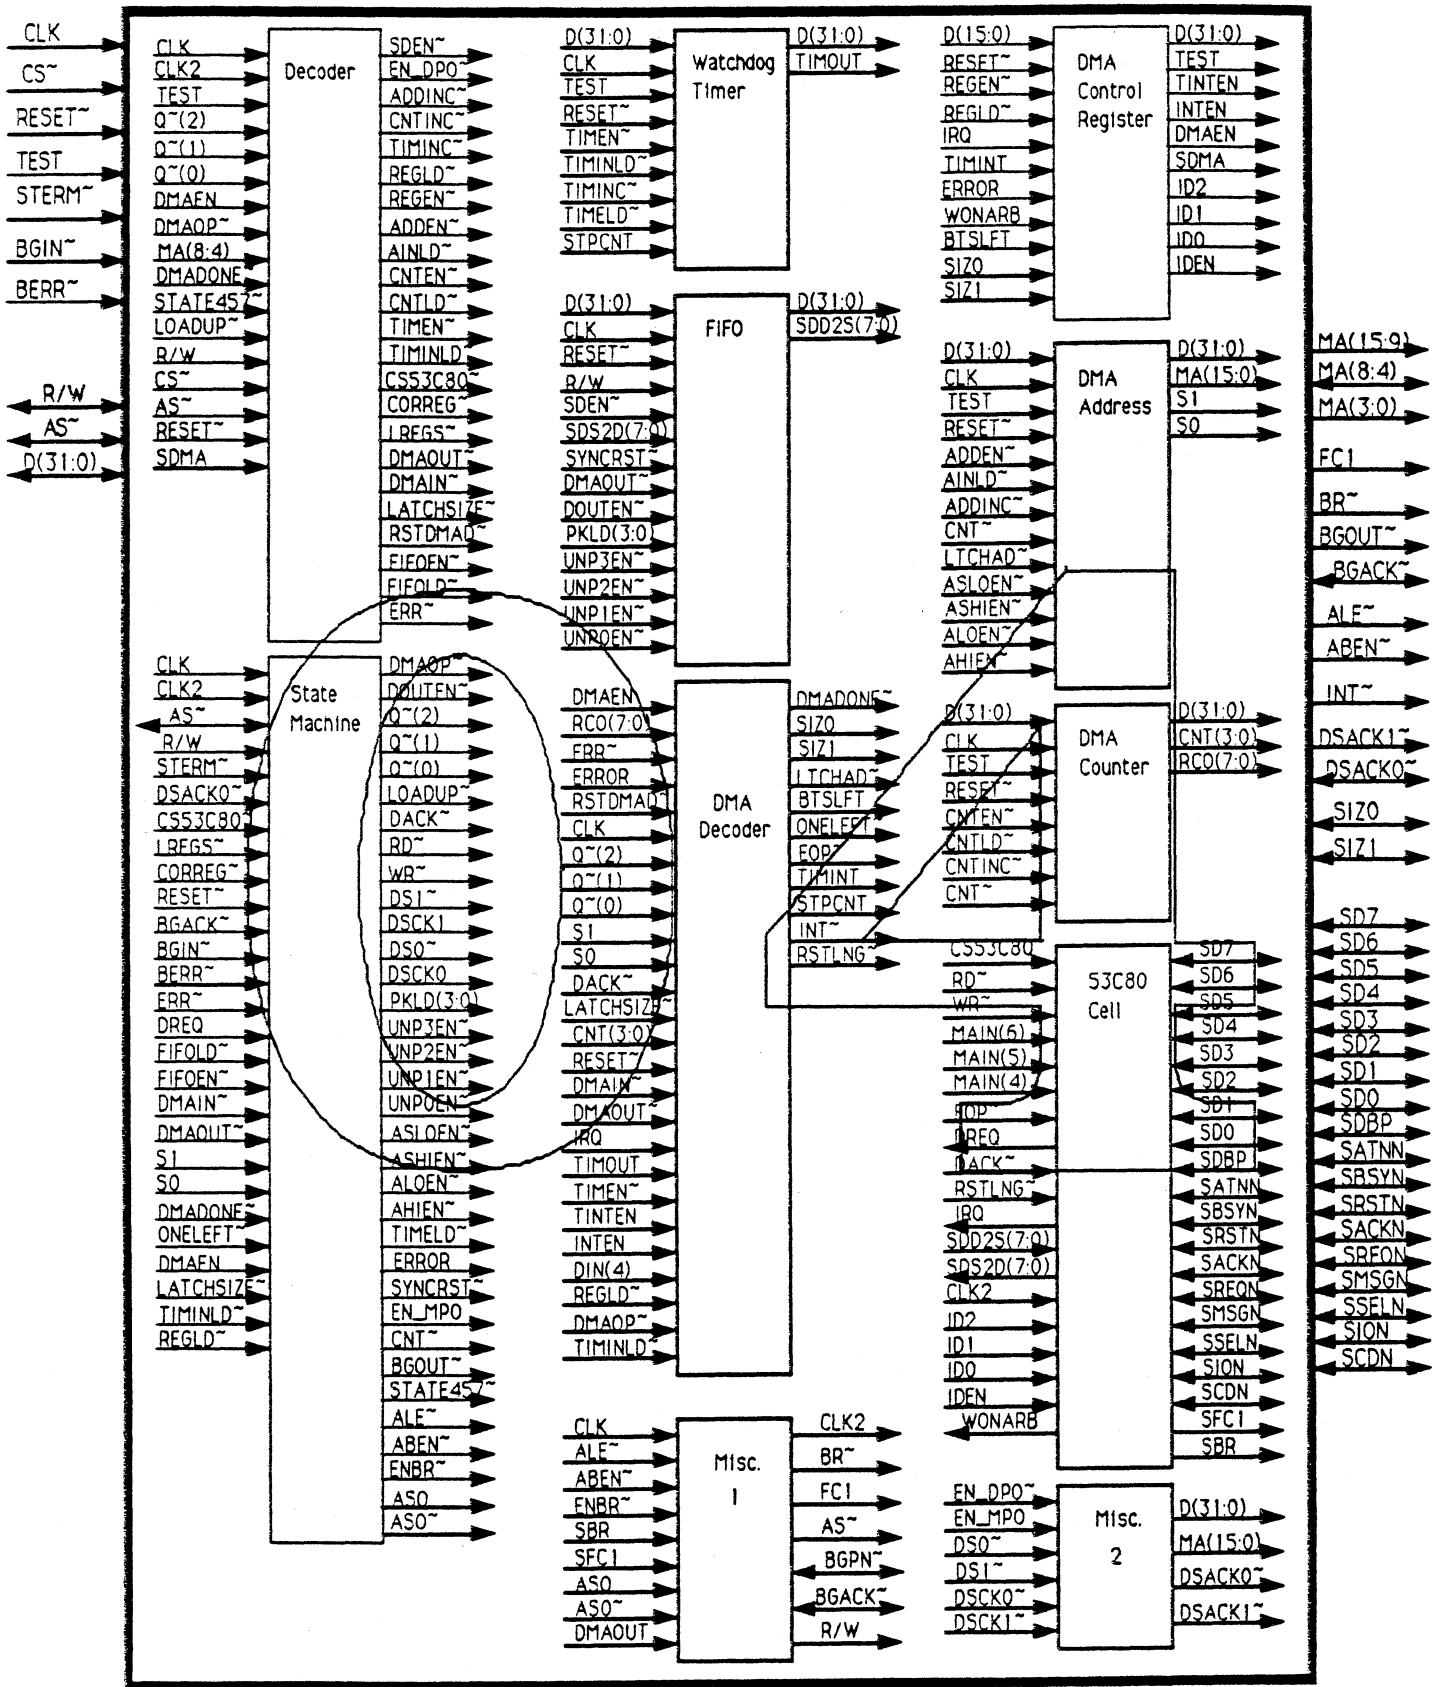 CLK
CS~
RESET~
TEST
STERM~
BGIN~
BERR~
R/W
AS~
D(31:0)
CLK
CLK2
TEST
Q~(2)
Q~(1)
Q~(0)
DMAEN
DMAOP~
MA(8:4)
DMADONE
STATE457~
LOADUP~
R/W
CS~
AS~
RESET~
SDMA
Decoder
SDEN~
EN_DPO~
ADDINC~
CNTINC~
TIMINC~
REGLD~
REGEN~
ADDEN~
AINLD~
CNTEN~
CNTLD~
TIMEN~
TIMINLD~
CS53C80~
CORREG~
LREGS~
DMAOUT~
DMAIN~
LATCHSIZE~
RSTDMAD~
FIFOEN~
FIFOLD~
ERR~
CLK
CLK2
AS~
R/W
STERM~
DSACK0~
CS53C80~
LREGS~
CORREG~
RESET~
BGACK~
BGIN~
BERR~
ERR~
DREQ
FIFOLD~
FIFOEN~
DMAIN~
DMAOUT~
S1
S0
DMADONE~
ONELEFT~
DMAEN
LATCHSIZE~
TIMINLD~
REGLD~
State
Machine
DMAOP~
DOUTEN~
Q~(2)
Q~(1)
Q~(0)
LOADUP~
DACK~
RD~
WR~
DS1~
DSCK1
DS0~
DSCK0
PKLD(3:0)
UNP3EN~
UNP2EN~
UNP1EN~
UNP0EN~
ASLOEN~
ASHIEN~
ALOEN~
AHIEN~
TIMELD~
ERROR
SYNCRST~
EN_MPO
CNT~
BGOUT~
STATE457~
ALE~
ABEN~
ENBR~
ASO
ASO~
D(31:0)
CLK
TEST
RESET~
TIMEN~
TIMINLD~
TIMINC~
TIMELD~
STPCNT
Watchdog
Timer
D(31:0)
TIMOUT
D(31:0)
CLK
RESET~
R/W
SDEN~
SDS2D(7:0)
SYNCRST~
DMAOUT~
DOUTEN~
PKLD(3:0)
UNP3EN~
UNP2EN~
UNP1EN~
UNP0EN~
FIFO
D(31:0)
SDD2S(7:0)
DMAEN
RCO(7:0)
ERR~
ERROR
RSTDMAD~
CLK
Q~(2)
Q~(1)
Q~(0)
S1
S0
DACK~
LATCHSIZE~
CNT(3:0)
RESET~
DMAIN~
DMAOUT~
IRQ
TIMOUT
TIMEN~
TINTEN
INTEN
DIN(4)
REGLD~
DMAOP~
TIMINLD~
DMA
Decoder
DMADONE~
SIZ0
SIZ1
LTCHAD~
BTSLFT
ONELEFT
EOP~
TIMINT
STPCNT
INT~
RSTLNG~
CLK
ALE~
ABEN~
ENBR~
SBR
SFC1
ASO
ASO~
DMAOUT
Misc.
1
CLK2
BR~
FC1
AS~
BGPN~
BGACK~
R/W
D(15:0)
RESET~
REGEN~
REGLD~
IRQ
TIMINT
ERROR
WONARB
BTSLFT
SIZ0
SIZ1
DMA
Control
Register
D(31:0)
TEST
TINTEN
INTEN
DMAEN
SDMA
ID2
ID1
ID0
IDEN
D(31:0)
CLK
TEST
RESET~
ADDEN~
AINLD~
ADDINC~
CNT~
LTCHAD~
ASLOEN~
ASHIEN~
ALOEN~
AHIEN~
DMA
Address
D(31:0)
MA(15:0)
S1
S0
D(31:0)
CLK
TEST
RESET~
CNTEN~
CNTLD~
CNTINC~
CNT~
DMA
Counter
D(31:0)
CNT(3:0)
RCO(7:0)
CS53C80
RD~
WR~
MAIN(6)
MAIN(5)
MAIN(4)
EOP~
DREQ
DACK~
RSTLNG~
IRQ
SDD2S(7:0)
SDS2D(7:0)
CLK2
ID2
ID1
ID0
IDEN
WONARB
53C80
Cell
SD7
SD6
SD5
SD4
SD3
SD2
SD1
SD0
SDBP
SATNN
SBSYN
SRSTN
SACKN
SREQN
SMSGN
SSELN
SION
SCDN
SFC1
SBR
EN_DPO~
EN_MPO
DS0~
DS1~
DSCK0~
DSCK1~
Misc.
2
D(31:0)
MA(15:0)
DSACK0~
DSACK1~
MA(15:9)
MA(8:4)
MA(3:0)
FC1
BR~
BGOUT~
BGACK~
ALE~
ABEN~
INT~
DSACK1~
DSACK0~
SIZ0
SIZ1
SD7
SD6
SD5
SD4
SD3
SD2
SD1
SD0
SDBP
SATNN
SBSYN
SRSTN
SACKN
SREQN
SMSGN
SSELN
SION
SCDN